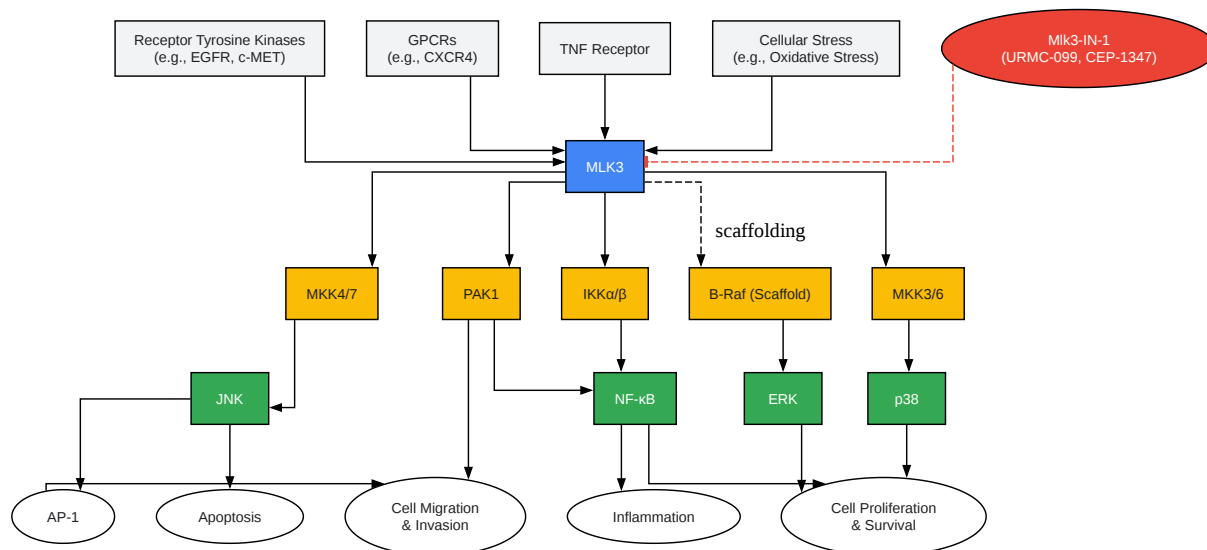 Receptor Tyrosine Kinases
(e.g., EGFR, c-MET)
GPCRs
(e.g., CXCR4)
TNF Receptor
Cellular Stress
(e.g., Oxidative Stress)
Mlk3-IN-1
(URMC-099, CEP-1347)
MLK3
scaffolding
MKK4/7
PAK1
IKKα/β
B-Raf (Scaffold)
MKK3/6
JNK
NF-κB
ERK
p38
AP-1
Apoptosis
Cell Migration
& Invasion
Inflammation
Cell Proliferation
& Survival